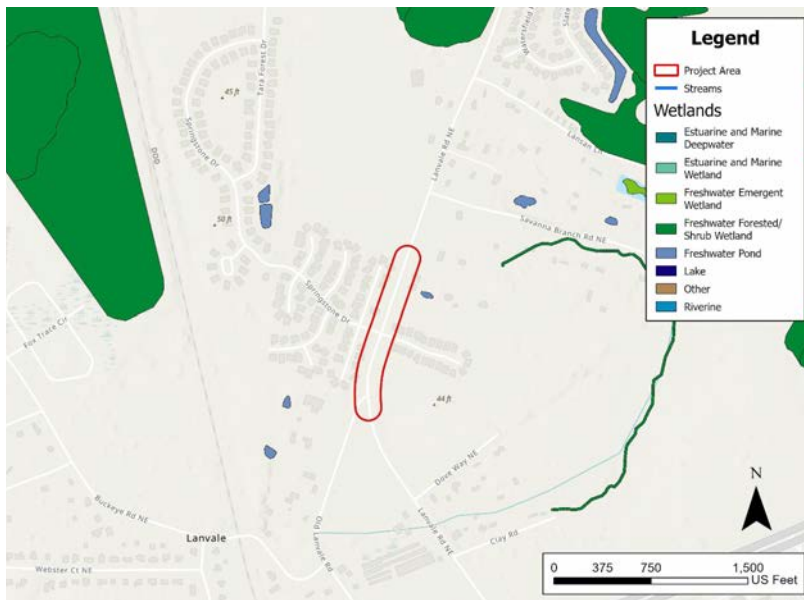 Legend
Project Area
Streams
Wetlands
Estuarine and Marine
Deepwater
Estuarine and Marine
Wetland
Freshwater Emergent
Wetland
Freshwater Forested/
Shrub Wetland
Freshwater Pond
Lake
Other
Riverine
Tara Forest Dr
45 ft
Springstone Dr
DOD
50 ft
Lanvale Rd NE
Savanna Branch Rd NE
Springstone Dr
Fox Trace Cir
44 ft
Dove Way NE
Buckeye Rd NE
Lanvale
Old
Lanvale Rd
Lanvale Rd NE
Clay Rd
Webster Ct NE
N
0 375 750 1,500
US Feet